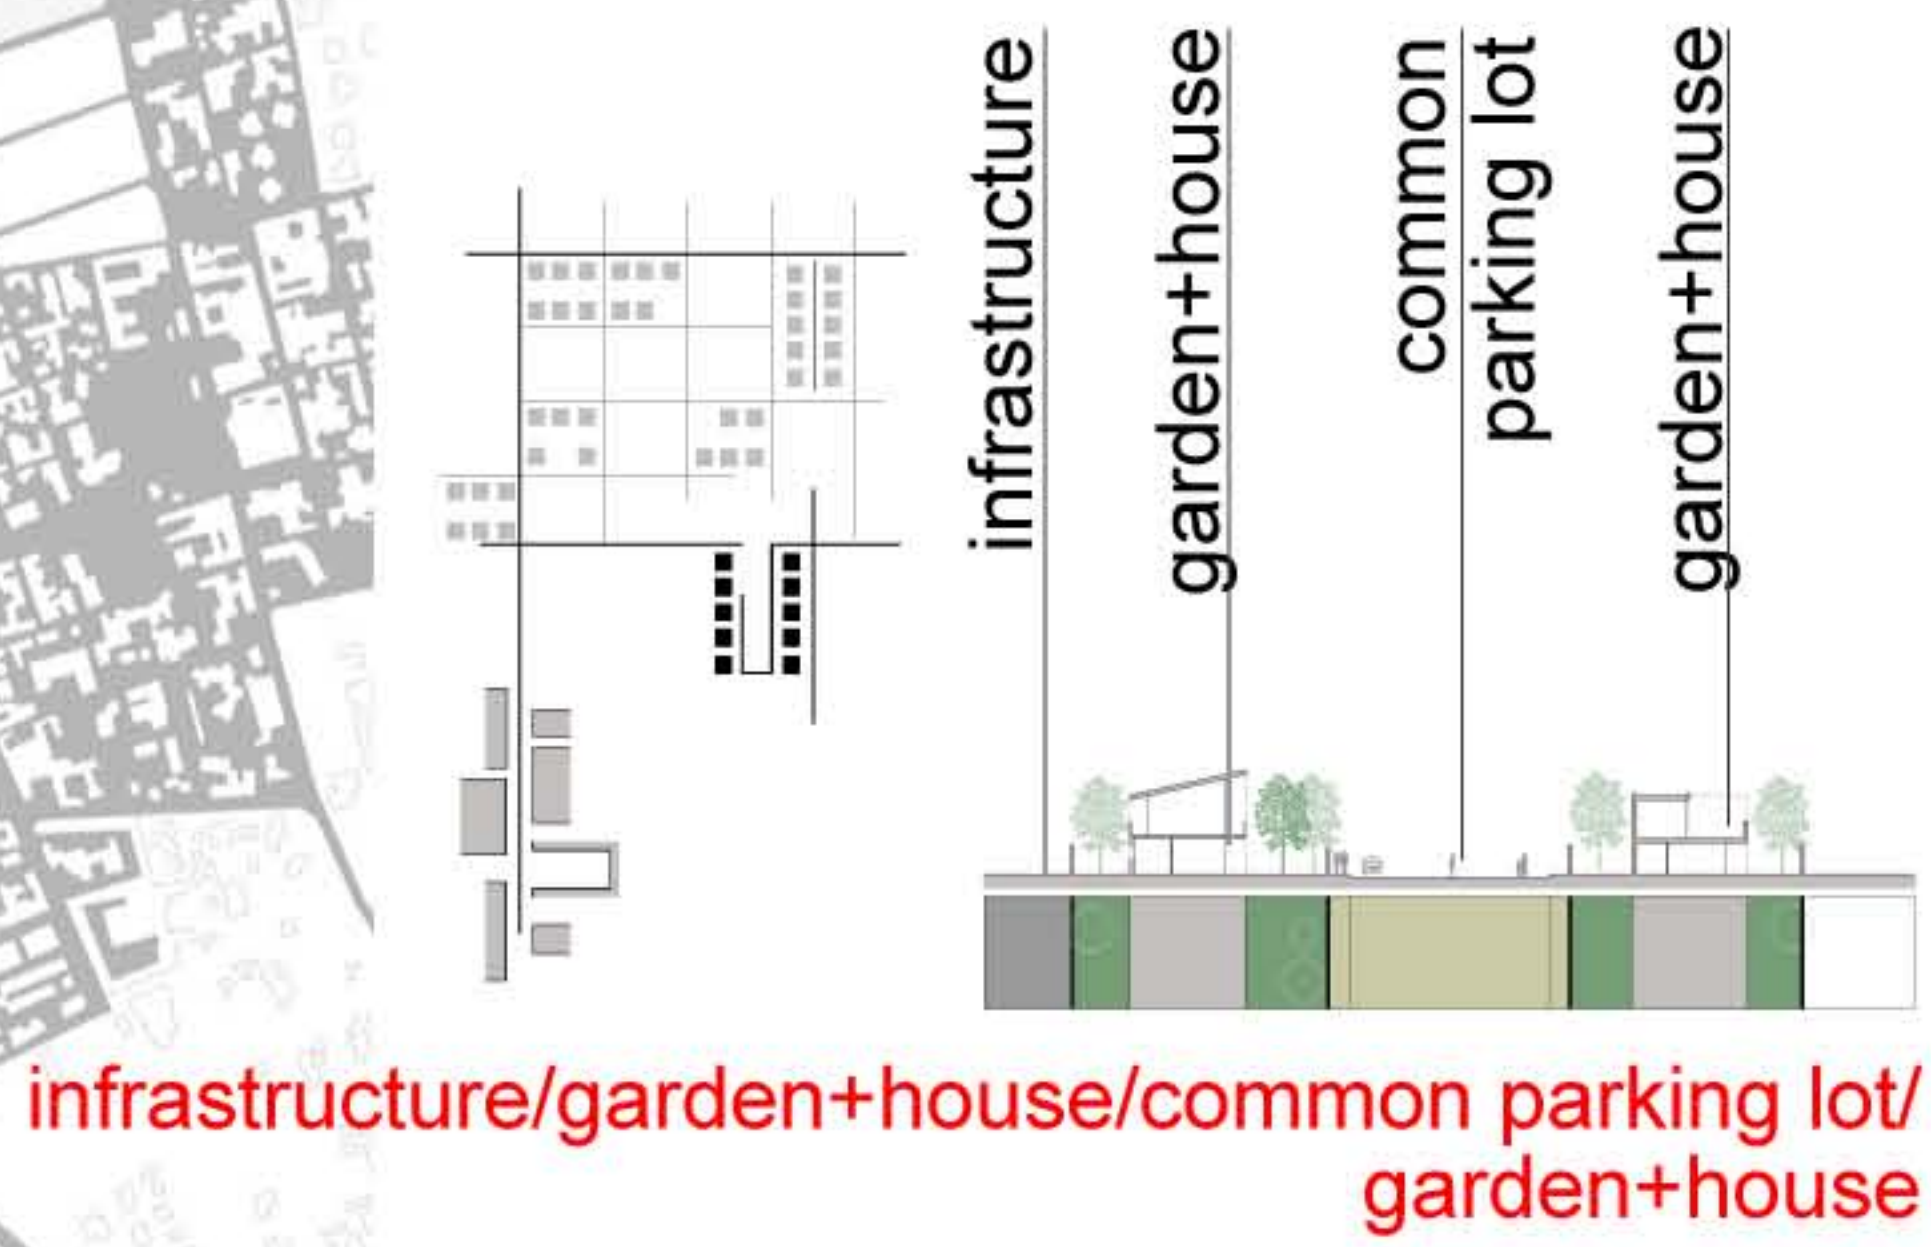 infrastructure
garden+house
common
parking lot
garden+house
infrastructure/garden+house/common parking lot/
garden+house